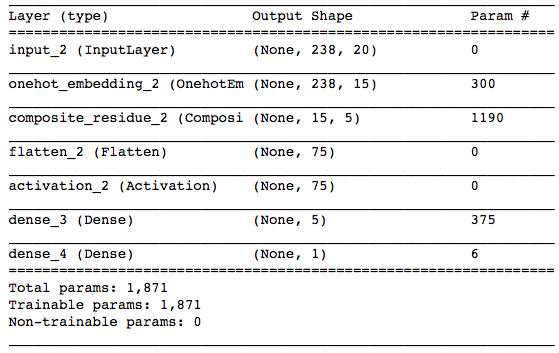 Layer (type) Output Shape Param #
input_2 (InputLayer) (None, 238, 20) 0
onehot_embedding_2 (OnehotEm (None, 238, 15) 300
composite_residue_2 (Composi (None, 15, 5) 1190
flatten_2 (Flatten) (None, 75) 0
activation_2 (Activation) (None, 75) 0
dense_3 (Dense) (None, 5) 375
dense_4 (Dense) (None, 1) 6
Total params: 1,871
Trainable params: 1,871
Non-trainable params: 0